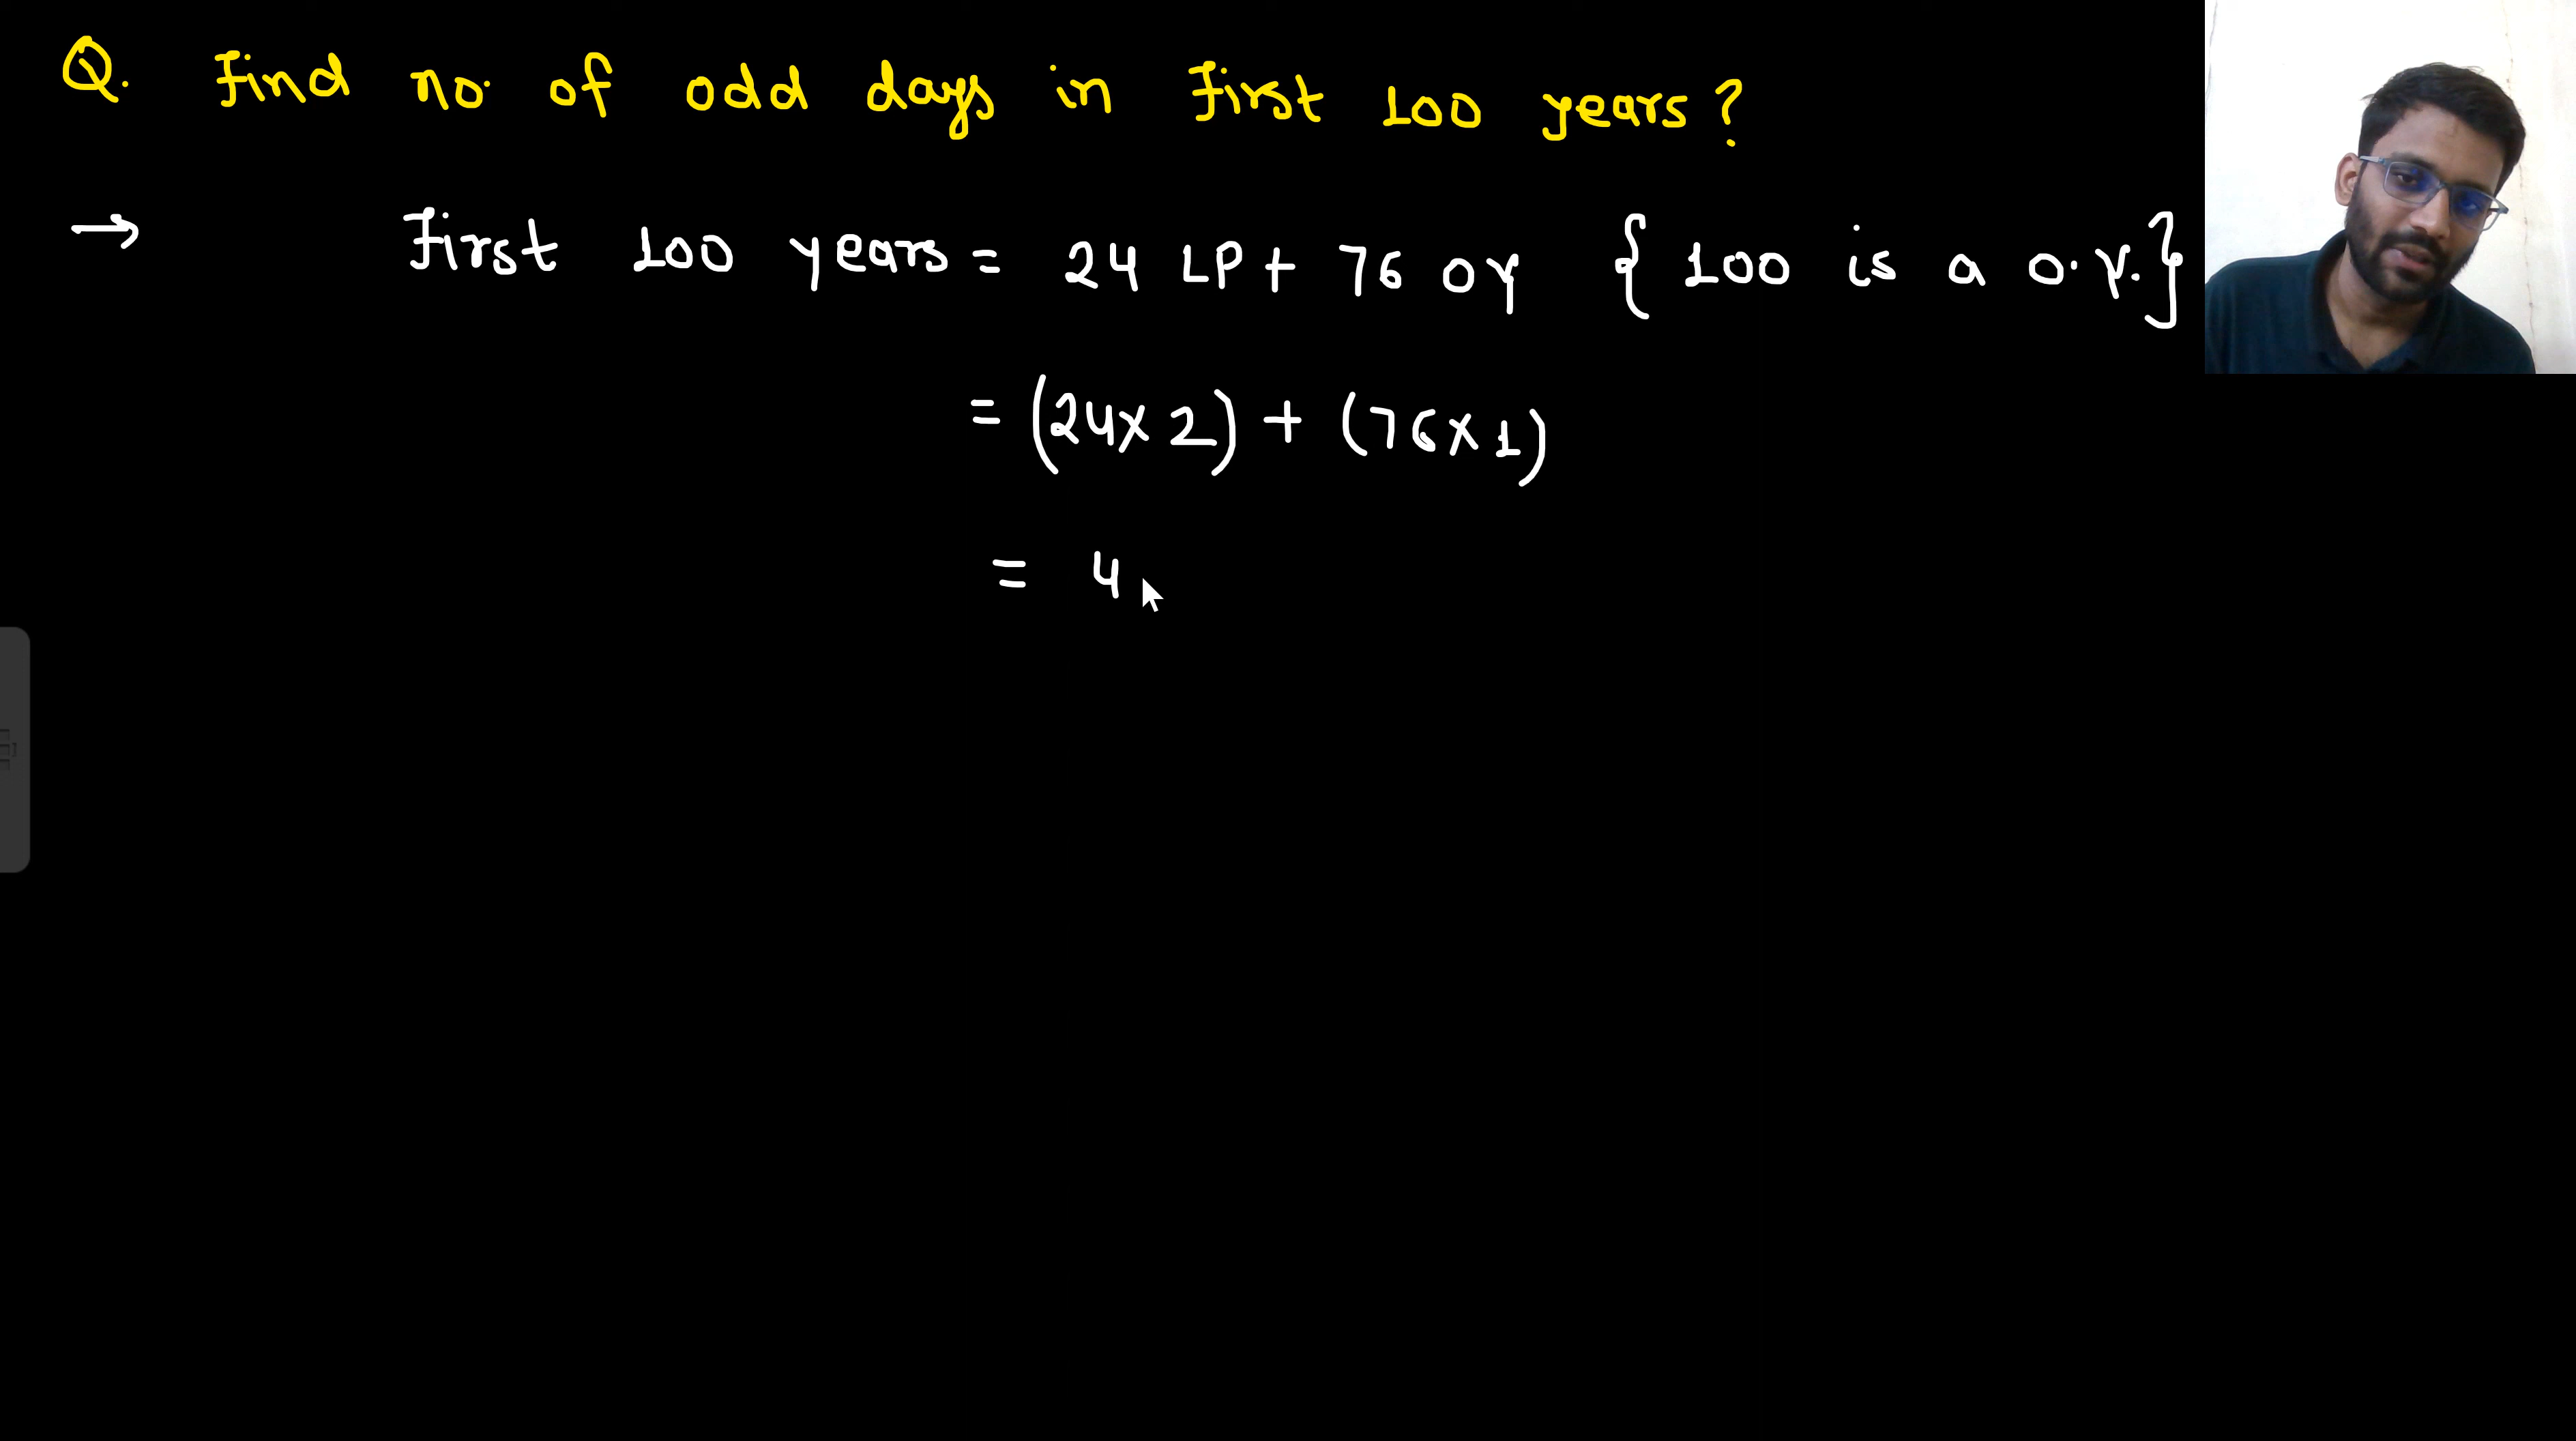 Q. Find no. of odd days in First 100 years?
→ First 100 years = 24 LP + 76 OY { 100 is a O.Y. }
= (24 × 2) + (76 × 1)
= 4